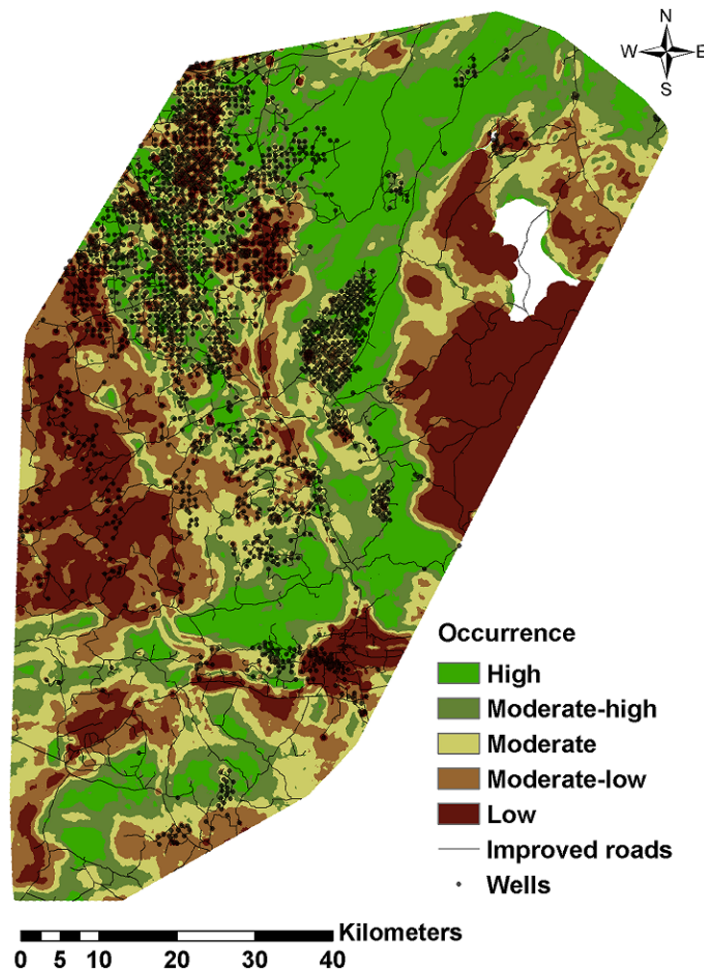 N
W E
S
Occurrence
High
Moderate-high
Moderate
Moderate-low
Low
Improved roads
Wells
Kilometers
0 5 10 20 30 40